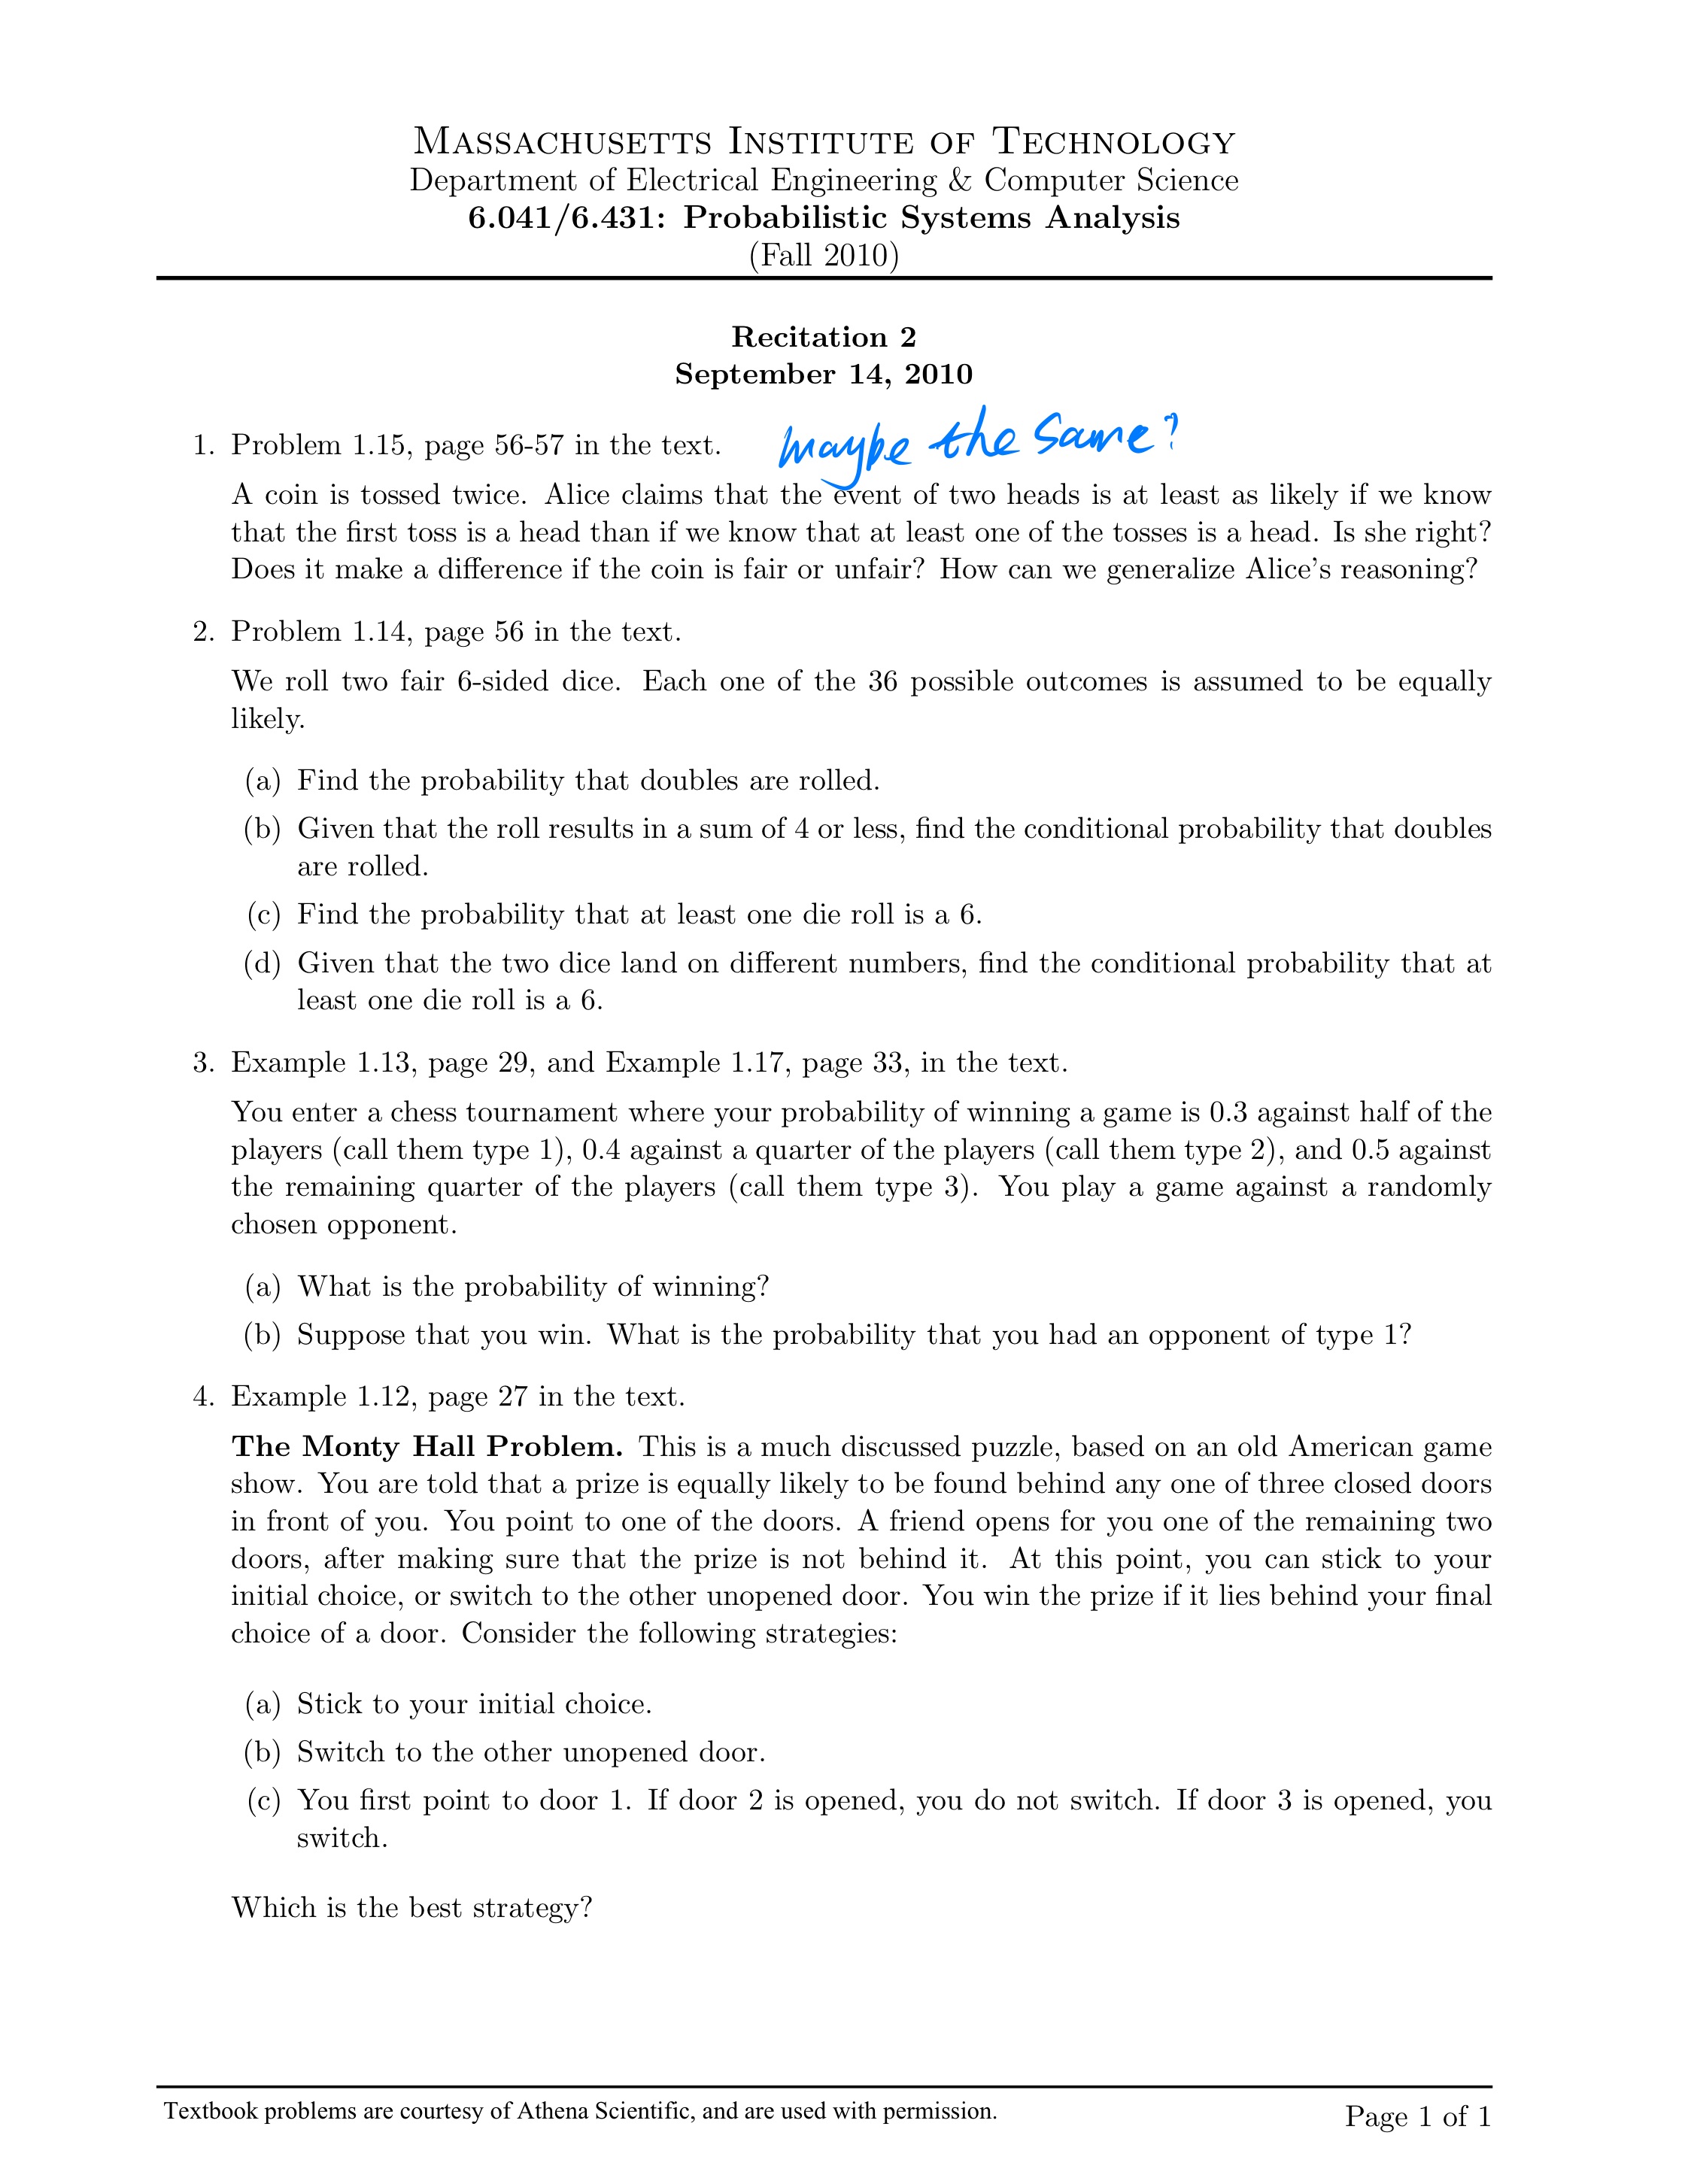 MASSACHUSETTS INSTITUTE OF TECHNOLOGY
Department of Electrical Engineering & Computer Science
6.041/6.431: Probabilistic Systems Analysis
(Fall 2010)
Recitation 2
September 14, 2010
1. Problem 1.15, page 56-57 in the text. maybe the same?
A coin is tossed twice. Alice claims that the event of two heads is at least as likely if we know
that the first toss is a head than if we know that at least one of the tosses is a head. Is she right?
Does it make a difference if the coin is fair or unfair? How can we generalize Alice's reasoning?
2. Problem 1.14, page 56 in the text.
We roll two fair 6-sided dice. Each one of the 36 possible outcomes is assumed to be equally
likely.
(a) Find the probability that doubles are rolled.
(b) Given that the roll results in a sum of 4 or less, find the conditional probability that doubles
are rolled.
(c) Find the probability that at least one die roll is a 6.
(d) Given that the two dice land on different numbers, find the conditional probability that at
least one die roll is a 6.
3. Example 1.13, page 29, and Example 1.17, page 33, in the text.
You enter a chess tournament where your probability of winning a game is 0.3 against half of the
players (call them type 1), 0.4 against a quarter of the players (call them type 2), and 0.5 against
the remaining quarter of the players (call them type 3). You play a game against a randomly
chosen opponent.
(a) What is the probability of winning?
(b) Suppose that you win. What is the probability that you had an opponent of type 1?
4. Example 1.12, page 27 in the text.
The Monty Hall Problem. This is a much discussed puzzle, based on an old American game
show. You are told that a prize is equally likely to be found behind any one of three closed doors
in front of you. You point to one of the doors. A friend opens for you one of the remaining two
doors, after making sure that the prize is not behind it. At this point, you can stick to your
initial choice, or switch to the other unopened door. You win the prize if it lies behind your final
choice of a door. Consider the following strategies:
(a) Stick to your initial choice.
(b) Switch to the other unopened door.
(c) You first point to door 1. If door 2 is opened, you do not switch. If door 3 is opened, you
switch.
Which is the best strategy?
Textbook problems are courtesy of Athena Scientific, and are used with permission.
Page 1 of 1